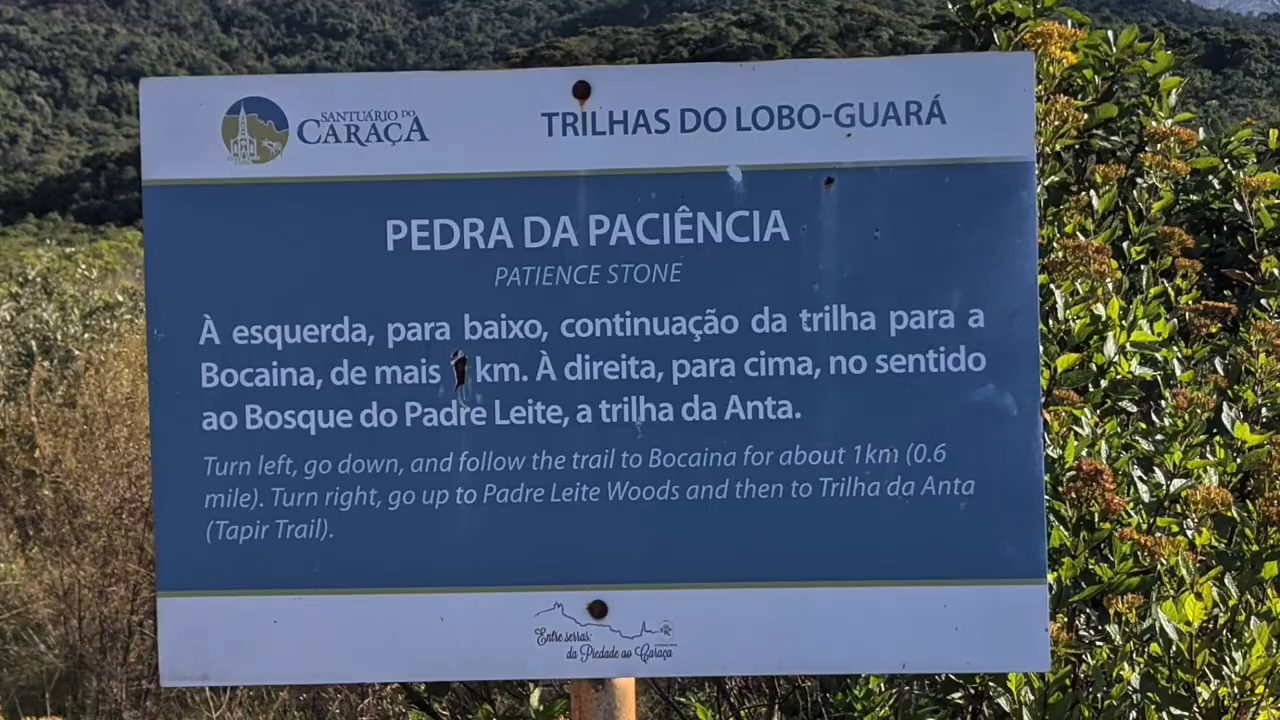 SANTUÁRIO DO
CARAÇA
TRILHAS DO LOBO-GUARÁ
PEDRA DA PACIÊNCIA
PATIENCE STONE
À esquerda, para baixo, continuação da trilha para a
Bocaina, de mais km. À direita, para cima, no sentido
ao Bosque do Padre Leite, a trilha da Anta.
Turn left, go down, and follow the trail to Bocaina for about 1km (0.6
mile). Turn right, go up to Padre Leite Woods and then to Trilha da Anta
(Tapir Trail).
Entre serras:
da Piedade ao Caraça